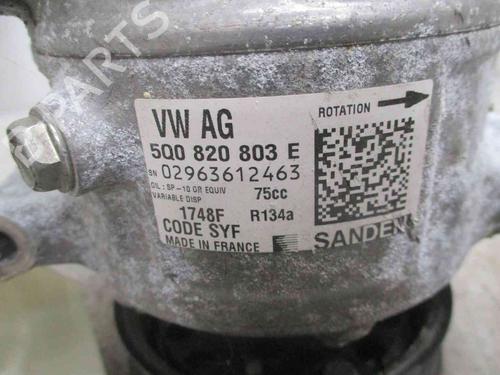 PARTS
VW AG
ROTATION
5Q0 820 803 E
SN 02963612463
OIL : SP-10 OR EQUIV 75cc
VARIABLE DISP
1748F R134a
CODE SYF
MADE IN FRANCE
SANDEN